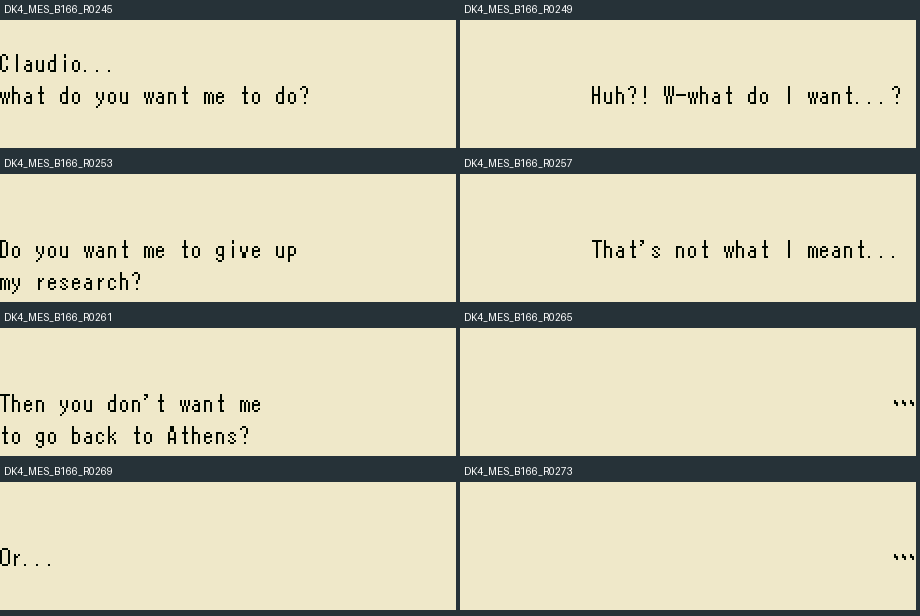 DK4_MES_B166_R0245
Claudio...
what do you want me to do?
DK4_MES_B166_R0249
Huh?! W-what do I want...?
DK4_MES_B166_R0253
Do you want me to give up
my research?
DK4_MES_B166_R0257
That's not what I meant...
DK4_MES_B166_R0261
Then you don't want me
to go back to Athens?
DK4_MES_B166_R0265
、、、
DK4_MES_B166_R0269
Or...
DK4_MES_B166_R0273
、、、